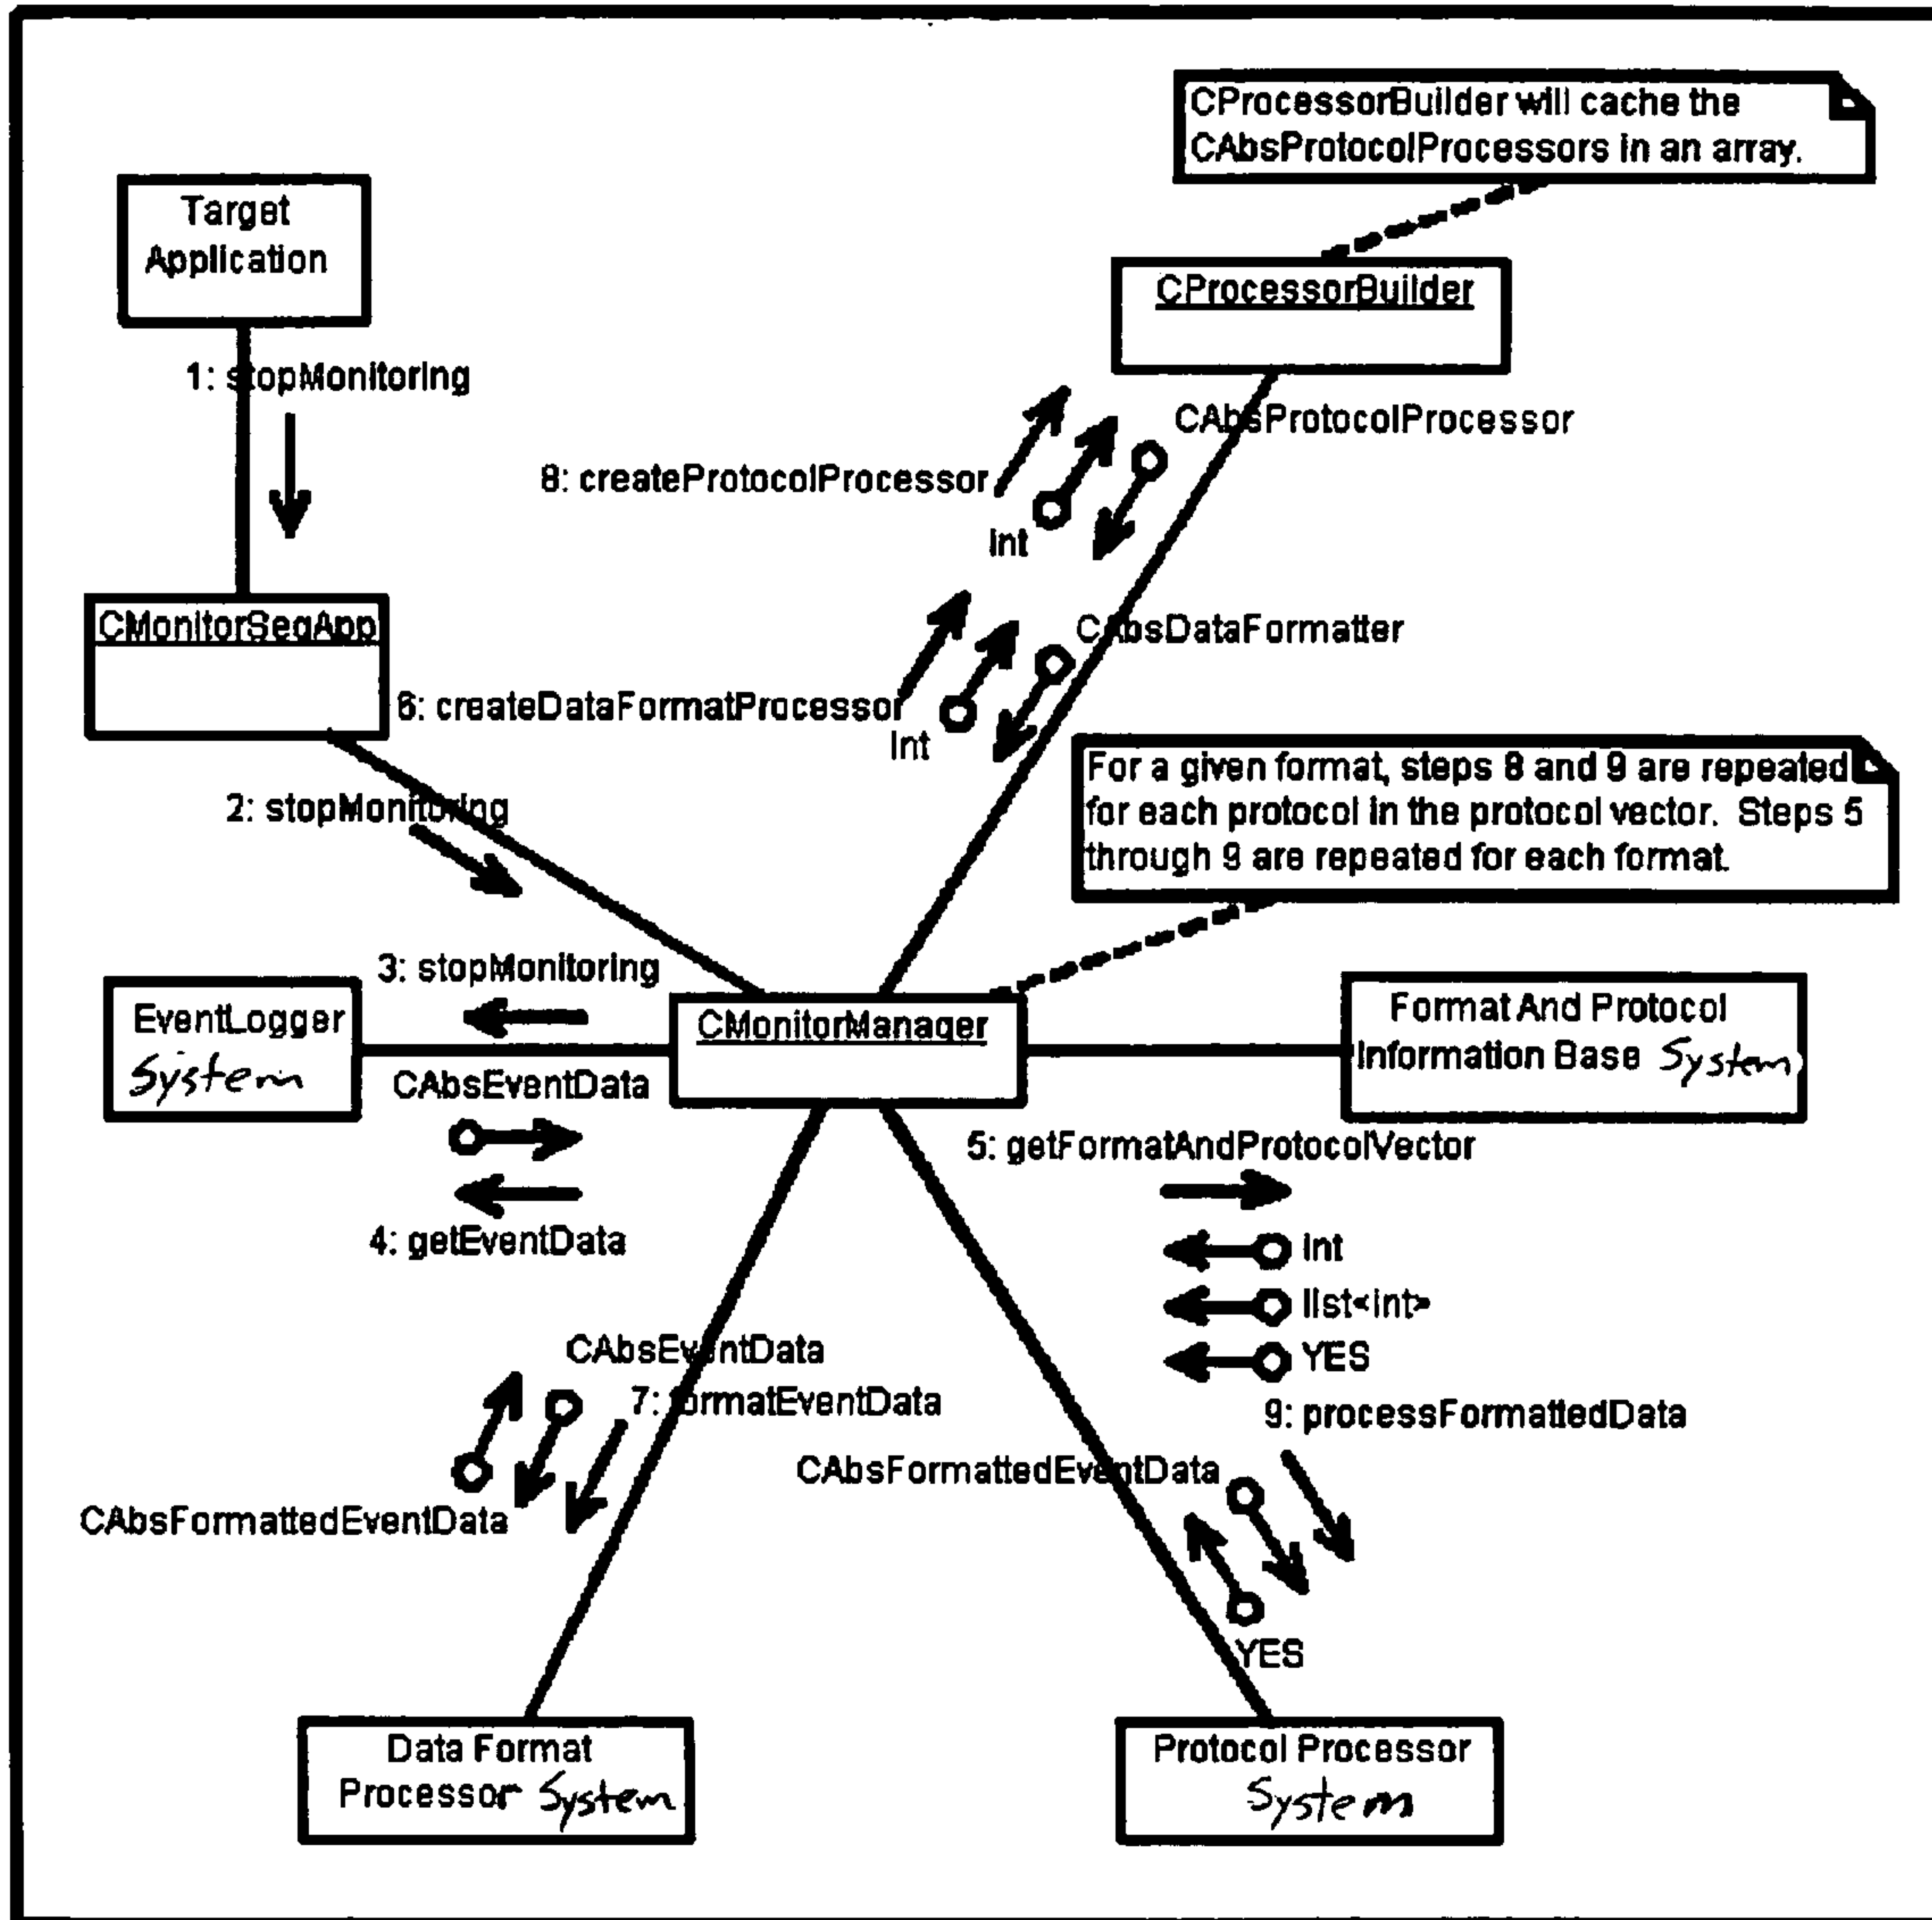 CProcessorBuilder will cache the
CAbsProtocolProcessors in an array.
Target
Application
CProcessorBuilder
1: stopMonitoring
CAbsProtocolProcessor
8: createProtocolProcessor
Int
CMonitorSeqApp
CAbsDataFormatter
6: createDataFormatProcessor
Int
For a given format, steps 8 and 9 are repeated
for each protocol in the protocol vector. Steps 5
through 9 are repeated for each format.
2: stopMonitoring
3: stopMonitoring
EventLogger
System
CMonitorManager
Format And Protocol
Information Base System
CAbsEventData
5: getFormatAndProtocolVector
4: getEventData
Int
list<int>
YES
CAbsEventData
7: formatEventData
9: processFormattedData
CAbsFormattedEventData
CAbsFormattedEventData
YES
Data Format
Processor System
Protocol Processor
System